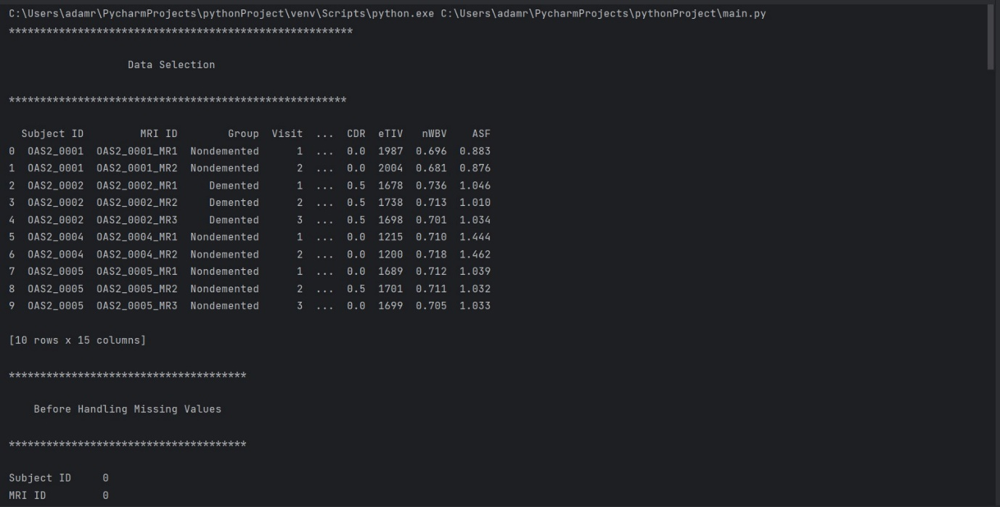 C:\Users\adamr\PycharmProjects\pythonProject\venv\Scripts\python.exe C:\Users\adamr\PycharmProjects\pythonProject\main.py
*******************************************************
Data Selection
******************************************************
Subject ID MRI ID Group Visit ... CDR eTIV nWBV ASF
0 OAS2_0001 OAS2_0001_MR1 Nondemented 1 ... 0.0 1987 0.696 0.883
1 OAS2_0001 OAS2_0001_MR2 Nondemented 2 ... 0.0 2004 0.681 0.876
2 OAS2_0002 OAS2_0002_MR1 Demented 1 ... 0.5 1678 0.736 1.046
3 OAS2_0002 OAS2_0002_MR2 Demented 2 ... 0.5 1738 0.713 1.010
4 OAS2_0002 OAS2_0002_MR3 Demented 3 ... 0.5 1698 0.701 1.034
5 OAS2_0004 OAS2_0004_MR1 Nondemented 1 ... 0.0 1215 0.710 1.444
6 OAS2_0004 OAS2_0004_MR2 Nondemented 2 ... 0.0 1200 0.718 1.462
7 OAS2_0005 OAS2_0005_MR1 Nondemented 1 ... 0.0 1689 0.712 1.039
8 OAS2_0005 OAS2_0005_MR2 Nondemented 2 ... 0.5 1701 0.711 1.032
9 OAS2_0005 OAS2_0005_MR3 Nondemented 3 ... 0.0 1699 0.705 1.033
[10 rows x 15 columns]
**************************************
Before Handling Missing Values
**************************************
Subject ID 0
MRI ID 0